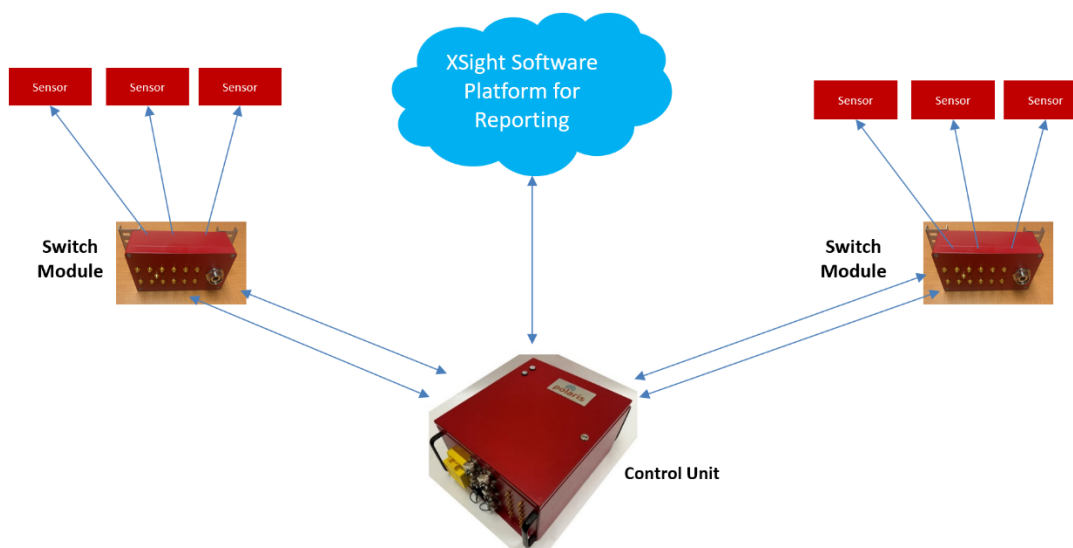 XSight Software
Platform for
Reporting
Sensor
Sensor
Sensor
Sensor
Sensor
Sensor
Switch
Module
Switch
Module
polaris
Control Unit